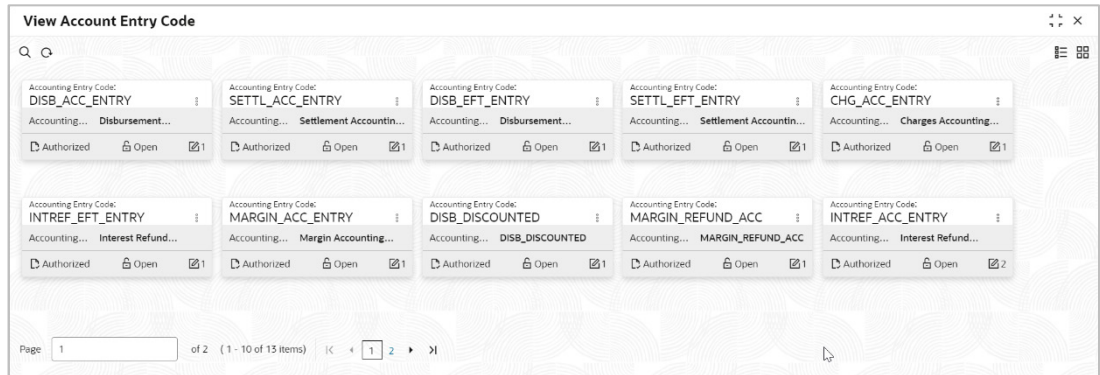 View Account Entry Code
Accounting Entry Code:
DISB_ACC_ENTRY
Accounting... Disbursement...
Authorized Open 1
Accounting Entry Code:
SETTL_ACC_ENTRY
Accounting... Settlement Accountin...
Authorized Open 1
Accounting Entry Code:
DISB_EFT_ENTRY
Accounting... Disbursement...
Authorized Open 1
Accounting Entry Code:
SETTL_EFT_ENTRY
Accounting... Settlement Accountin...
Authorized Open 1
Accounting Entry Code:
CHG_ACC_ENTRY
Accounting... Charges Accounting...
Authorized Open 1
Accounting Entry Code:
INTREF_EFT_ENTRY
Accounting... Interest Refund...
Authorized Open 1
Accounting Entry Code:
MARGIN_ACC_ENTRY
Accounting... Margin Accounting...
Authorized Open 1
Accounting Entry Code:
DISB_DISCOUNTED
Accounting... DISB_DISCOUNTED
Authorized Open 1
Accounting Entry Code:
MARGIN_REFUND_ACC
Accounting... MARGIN_REFUND_ACC
Authorized Open 1
Accounting Entry Code:
INTREF_ACC_ENTRY
Accounting... Interest Refund...
Authorized Open 2
Page 1 of 2 (1 - 10 of 13 items) 1 2